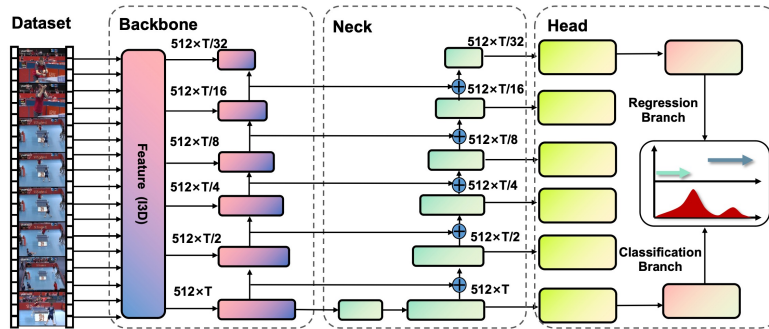 Dataset
Backbone
Neck
Head
512×T/32
512×T/16
512×T/8
512×T/4
512×T/2
512×T
Feature (I3D)
512×T/32
512×T/16
512×T/8
512×T/4
512×T/2
512×T
Regression
Branch
Classification
Branch